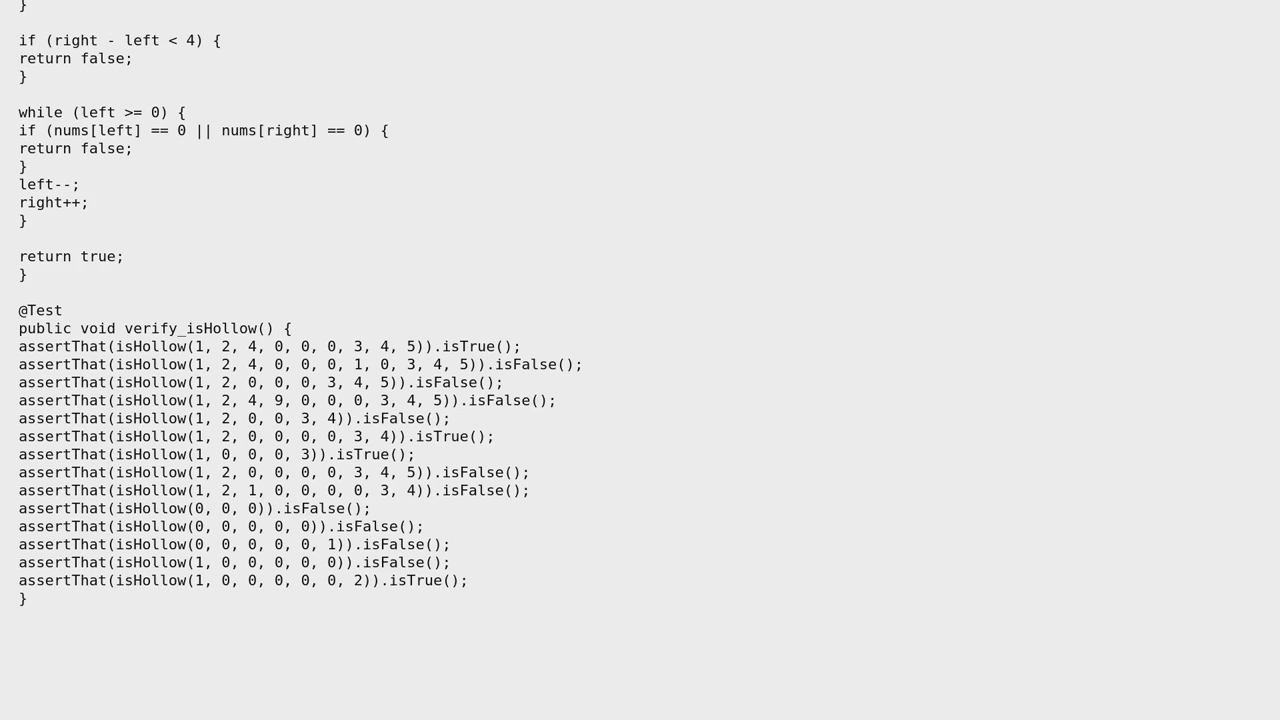 }
if (right - left < 4) {
return false;
}
while (left >= 0) {
if (nums[left] == 0 || nums[right] == 0) {
return false;
}
left--;
right++;
}
return true;
}
@Test
public void verify_isHollow() {
assertThat(isHollow(1, 2, 4, 0, 0, 0, 3, 4, 5)).isTrue();
assertThat(isHollow(1, 2, 4, 0, 0, 0, 1, 0, 3, 4, 5)).isFalse();
assertThat(isHollow(1, 2, 0, 0, 0, 3, 4, 5)).isFalse();
assertThat(isHollow(1, 2, 4, 9, 0, 0, 0, 3, 4, 5)).isFalse();
assertThat(isHollow(1, 2, 0, 0, 3, 4)).isFalse();
assertThat(isHollow(1, 2, 0, 0, 0, 0, 3, 4)).isTrue();
assertThat(isHollow(1, 0, 0, 0, 3)).isTrue();
assertThat(isHollow(1, 2, 0, 0, 0, 0, 3, 4, 5)).isFalse();
assertThat(isHollow(1, 2, 1, 0, 0, 0, 0, 3, 4)).isFalse();
assertThat(isHollow(0, 0, 0)).isFalse();
assertThat(isHollow(0, 0, 0, 0, 0)).isFalse();
assertThat(isHollow(0, 0, 0, 0, 0, 1)).isFalse();
assertThat(isHollow(1, 0, 0, 0, 0, 0)).isFalse();
assertThat(isHollow(1, 0, 0, 0, 0, 0, 2)).isTrue();
}